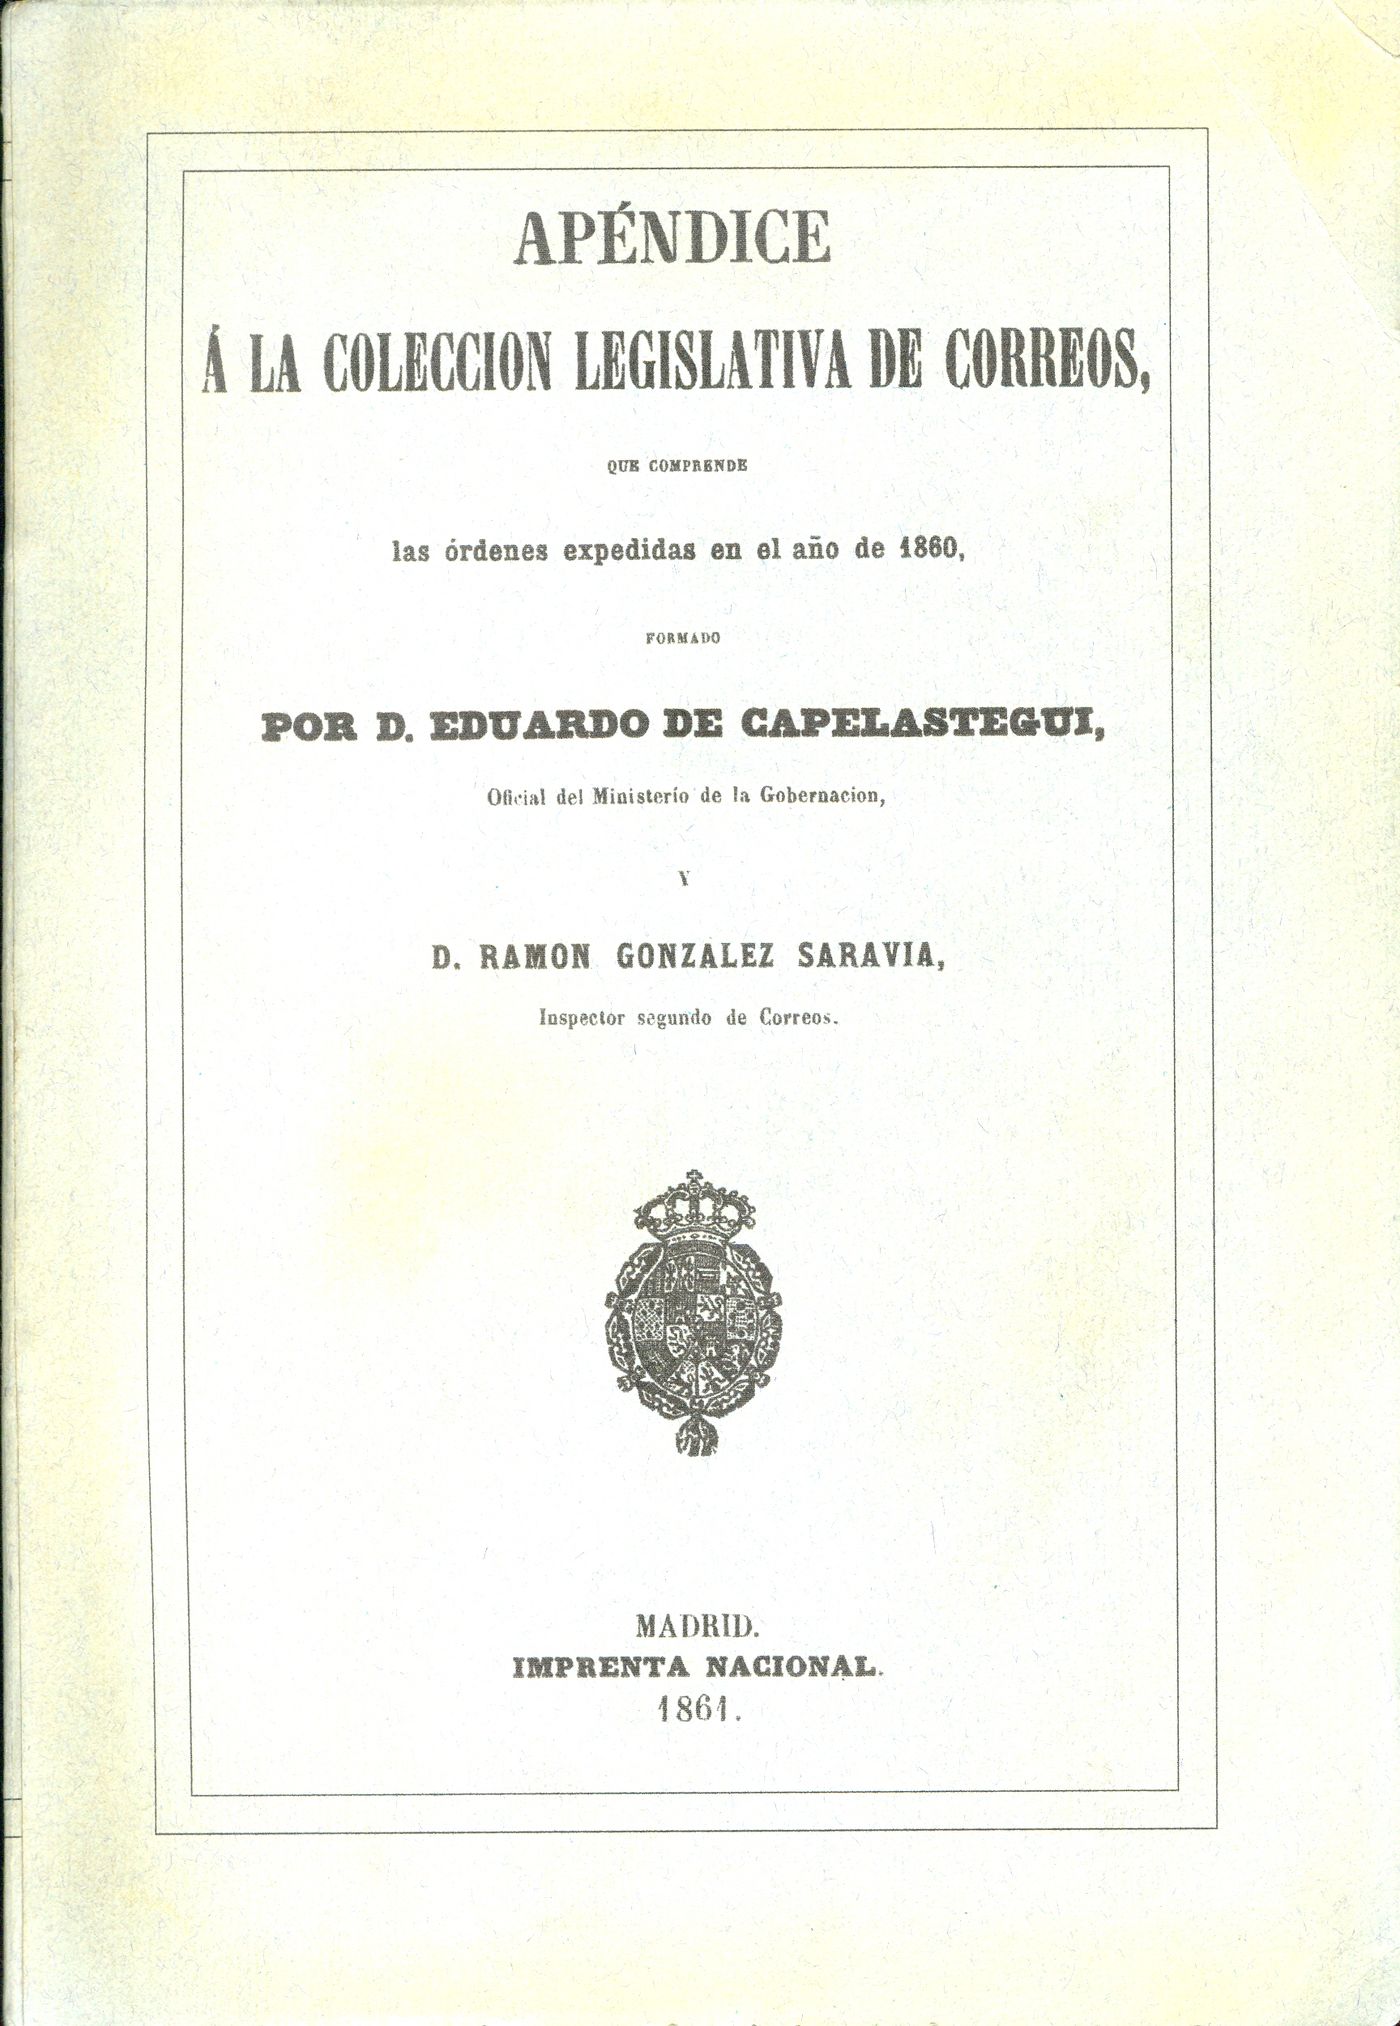 APÉNDICE
Á LA COLECCION LEGISLATIVA DE CORREOS,
QUE COMPRENDE
las órdenes expedidas en el año de 1860,
FORMADO
POR D. EDUARDO DE CAPELASTEGUI,
Oficial del Ministerio de la Gobernacion,
Y
D. RAMON GONZALEZ SARAVIA,
Inspector segundo de Correos.
MADRID.
IMPRENTA NACIONAL.
1861.